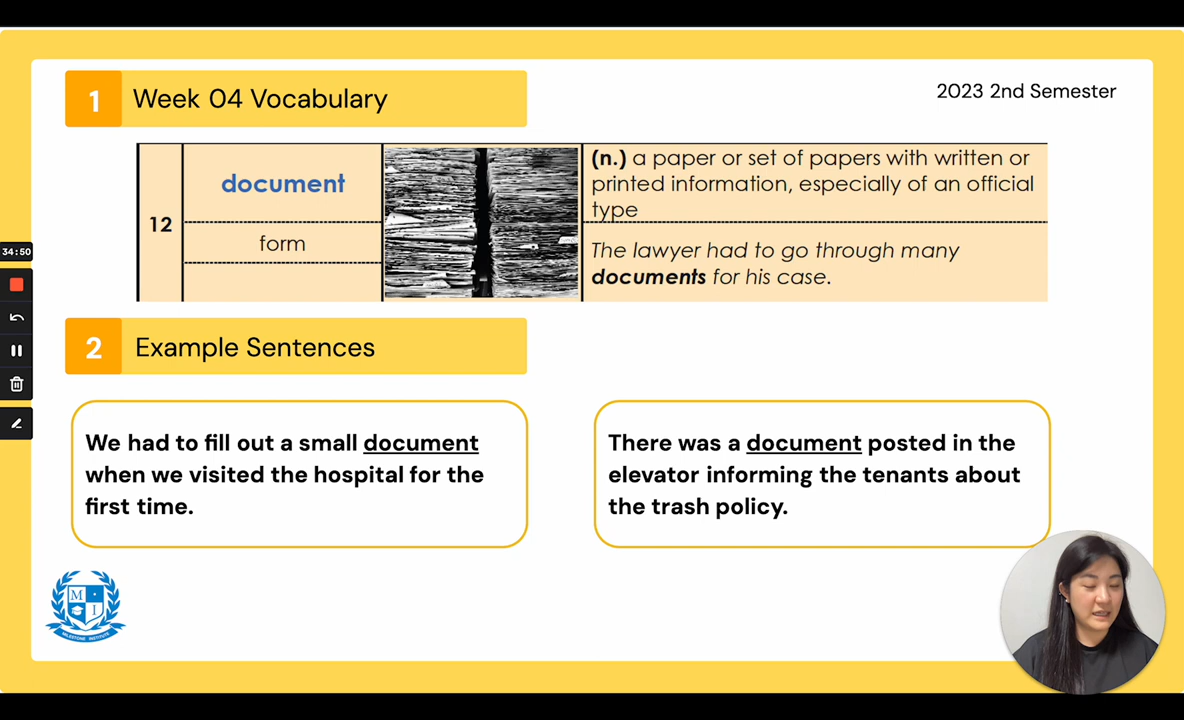 1 Week 04 Vocabulary
2023 2nd Semester
12
document
form
(n.) a paper or set of papers with written or
printed information, especially of an official
type
The lawyer had to go through many
documents for his case.
34:50
2 Example Sentences
We had to fill out a small document
when we visited the hospital for the
first time.
There was a document posted in the
elevator informing the tenants about
the trash policy.
M
I
MILESTONE INSTITUTE